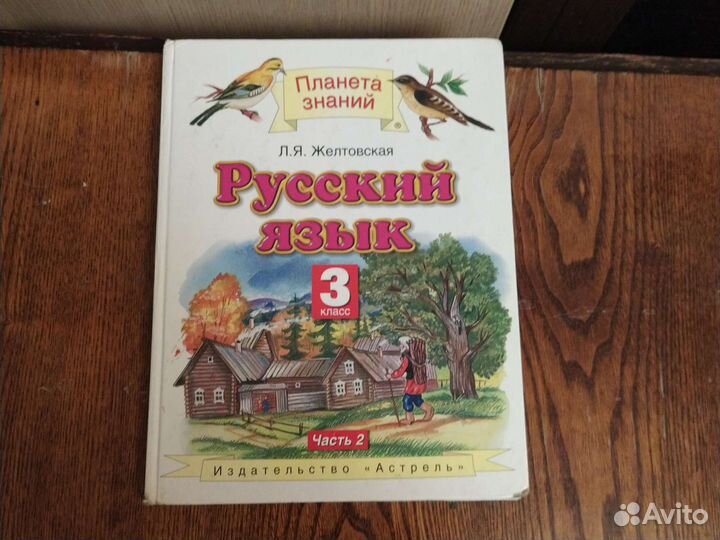 Планета
знаний
®
Л.Я. Желтовская
Русский
язык
3
класс
Часть 2
Издательство «Астрель»
Avito